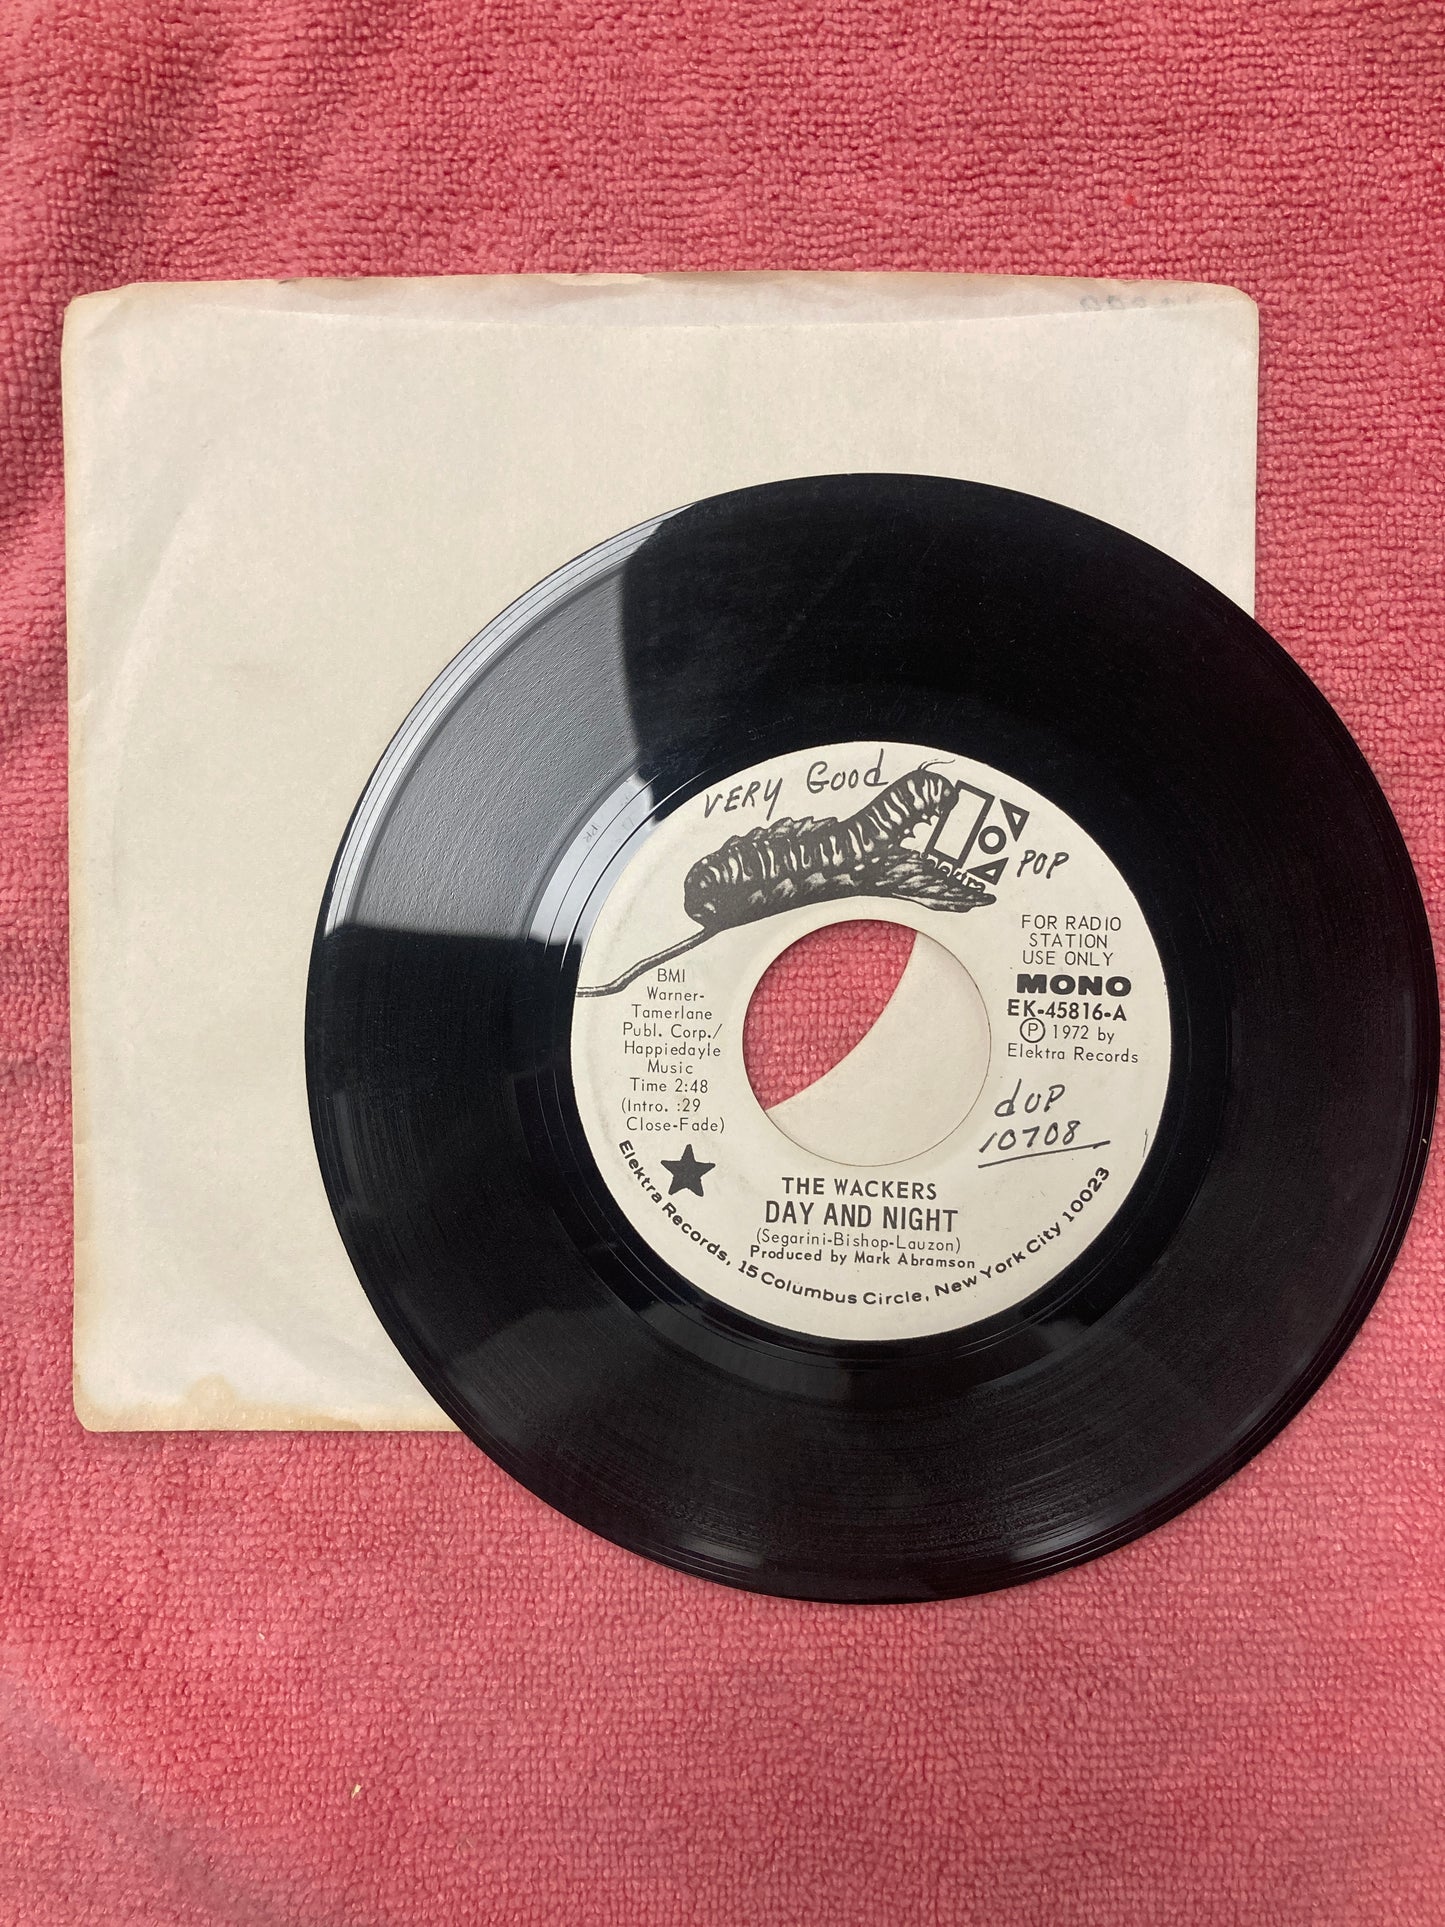 VERY Good
POP
FOR RADIO
STATION
USE ONLY
MONO
EK-45816-A
Ⓟ 1972 by
Elektra Records
BMI
Warner-
Tamerlane
Publ. Corp./
Happiedayle
Music
Time 2:48
(Intro. :29
Close-Fade)
dUP
10708
THE WACKERS
DAY AND NIGHT
(Segarini-Bishop-Lauzon)
Produced by Mark Abramson
Elektra Records, 15 Columbus Circle, New York City 10023